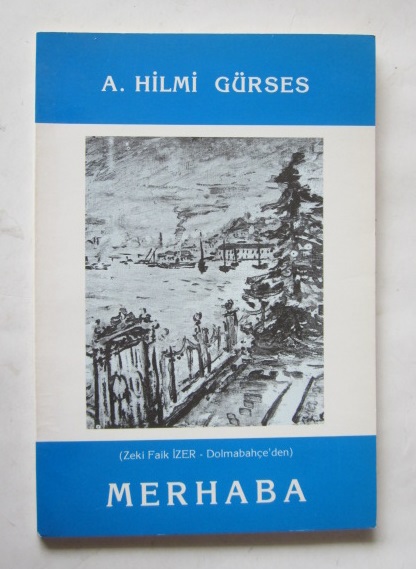 A. HİLMİ GÜRSES
(Zeki Faik İZER - Dolmabahçe'den)
MERHABA